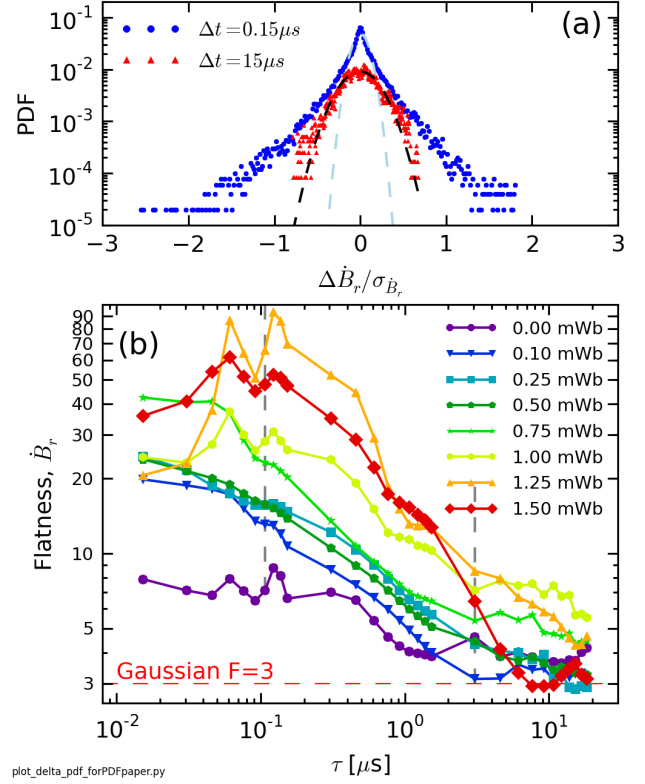 10⁻¹
10⁻²
10⁻³
10⁻⁴
10⁻⁵
PDF
Δt=0.15μs
Δt=15μs
(a)
−3 −2 −1 0 1 2 3
ΔḂ_r/σ_Ḃ_r
90
80
70
60
50
40
30
20
10
5
3
Flatness, Ḃ_r
(b)
0.00 mWb
0.10 mWb
0.25 mWb
0.50 mWb
0.75 mWb
1.00 mWb
1.25 mWb
1.50 mWb
Gaussian F=3
10⁻² 10⁻¹ 10⁰ 10¹
τ [μs]
plot_delta_pdf_forPDFpaper.py